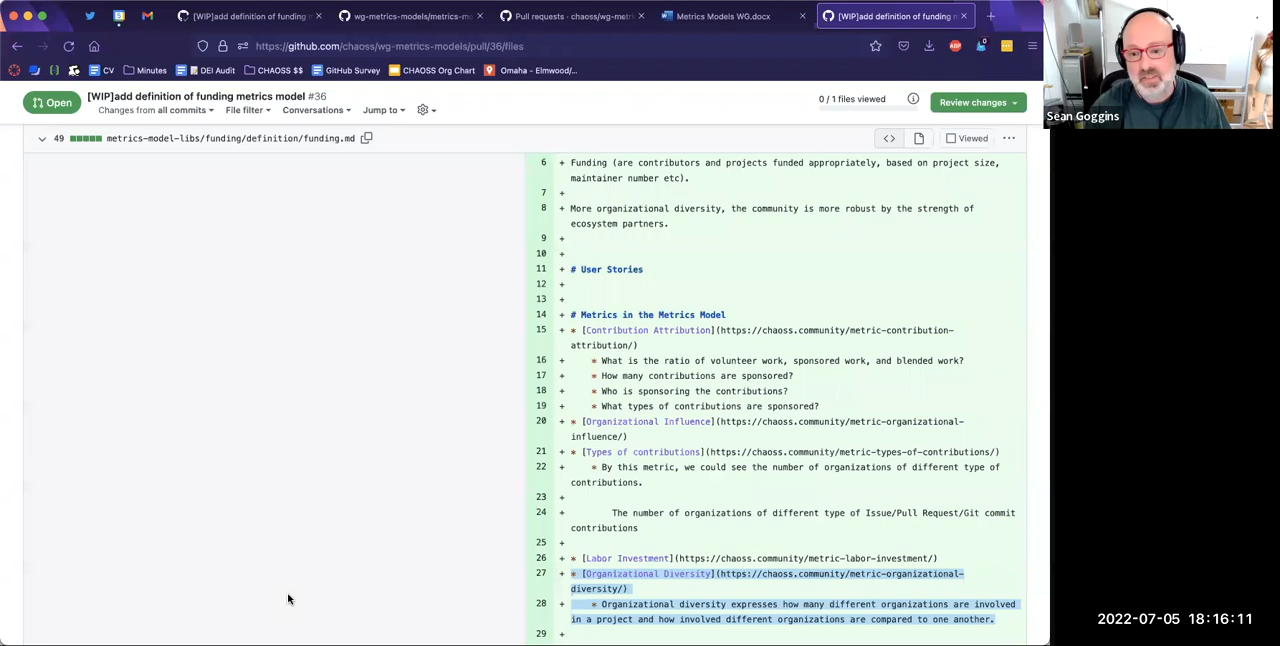 [WIP]add definition of funding m
wg-metrics-models/metrics-mo
Pull requests · chaoss/wg-metri
Metrics Models WG.docx
[WIP]add definition of funding m
https://github.com/chaoss/wg-metrics-models/pull/36/files
CV
Minutes
DEI Audit
CHAOSS $$
GitHub Survey
CHAOSS Org Chart
Omaha - Elmwood/...
Open
[WIP]add definition of funding metrics model #36
Changes from all commits
File filter
Conversations
Jump to
0 / 1 files viewed
Review changes
49 metrics-model-libs/funding/definition/funding.md
Viewed
6 + Funding (are contributors and projects funded appropriately, based on project size,
maintainer number etc).
7 +
8 + More organizational diversity, the community is more robust by the strength of
ecosystem partners.
9 +
10 +
11 + # User Stories
12 +
13 +
14 + # Metrics in the Metrics Model
15 + * [Contribution Attribution](https://chaoss.community/metric-contribution-
attribution/)
16 + * What is the ratio of volunteer work, sponsored work, and blended work?
17 + * How many contributions are sponsored?
18 + * Who is sponsoring the contributions?
19 + * What types of contributions are sponsored?
20 + * [Organizational Influence](https://chaoss.community/metric-organizational-
influence/)
21 + * [Types of contributions](https://chaoss.community/metric-types-of-contributions/)
22 + * By this metric, we could see the number of organizations of different type of
contributions.
23 +
24 + The number of organizations of different type of Issue/Pull Request/Git commit
contributions
25 +
26 + * [Labor Investment](https://chaoss.community/metric-labor-investment/)
27 + * [Organizational Diversity](https://chaoss.community/metric-organizational-
diversity/)
28 + * Organizational diversity expresses how many different organizations are involved
in a project and how involved different organizations are compared to one another.
29 +
Sean Goggins
2022-07-05 18:16:11